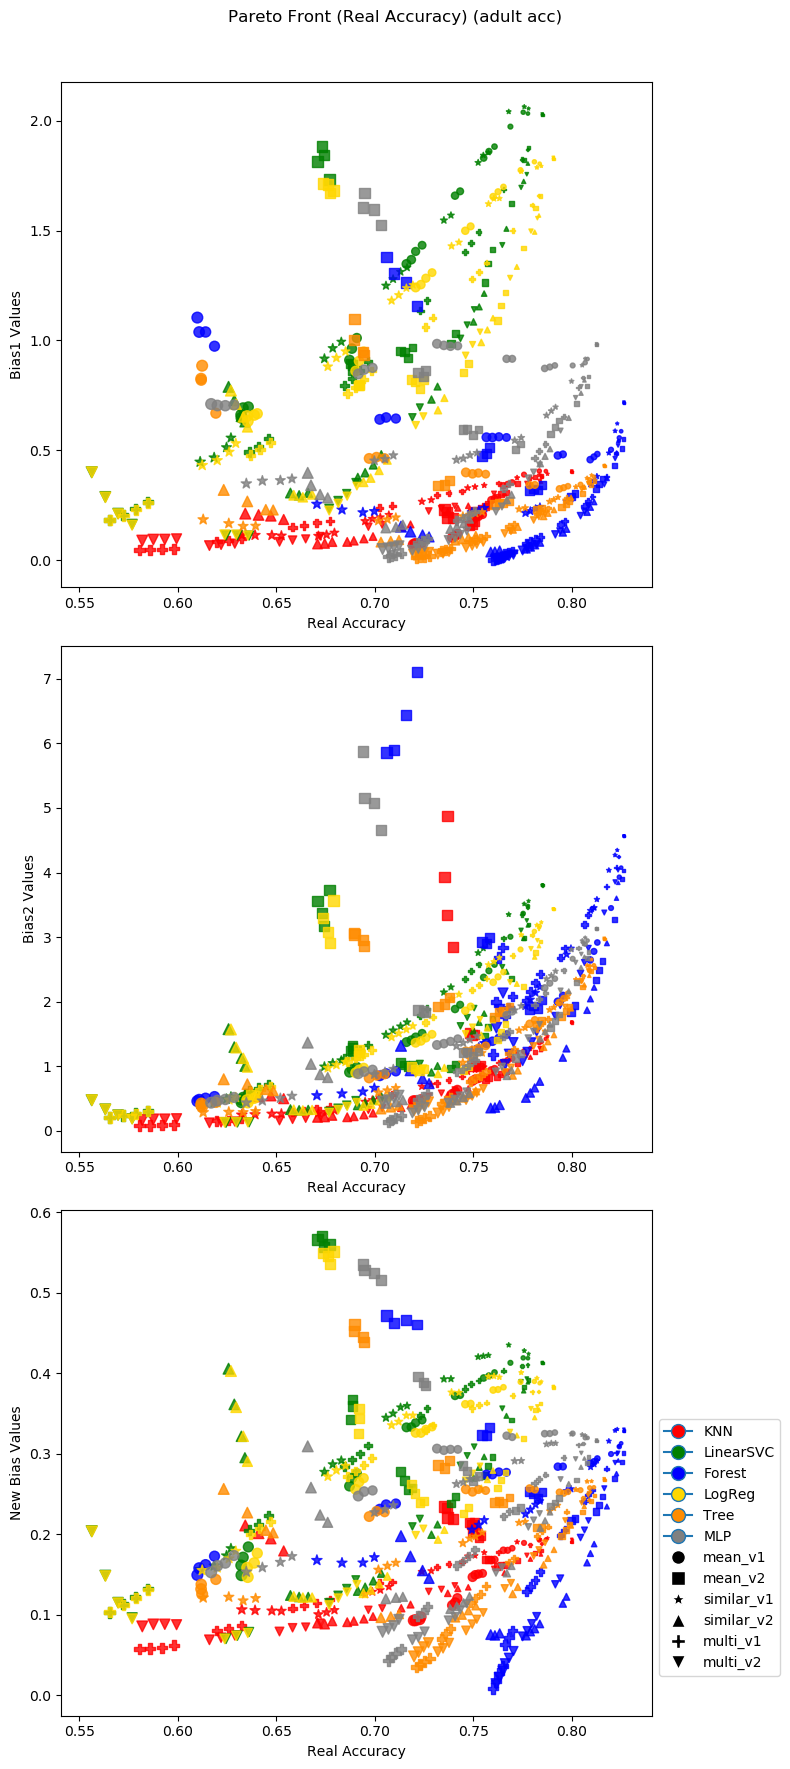 Pareto Front (Real Accuracy) (adult acc)
2.0
1.5
1.0
0.5
0.0
Bias1 Values
0.55 0.60 0.65 0.70 0.75 0.80
Real Accuracy
7
6
5
4
3
2
1
0
Bias2 Values
0.55 0.60 0.65 0.70 0.75 0.80
Real Accuracy
0.6
0.5
0.4
0.3
0.2
0.1
0.0
New Bias Values
0.55 0.60 0.65 0.70 0.75 0.80
Real Accuracy
KNN
LinearSVC
Forest
LogReg
Tree
MLP
mean_v1
mean_v2
similar_v1
similar_v2
multi_v1
multi_v2